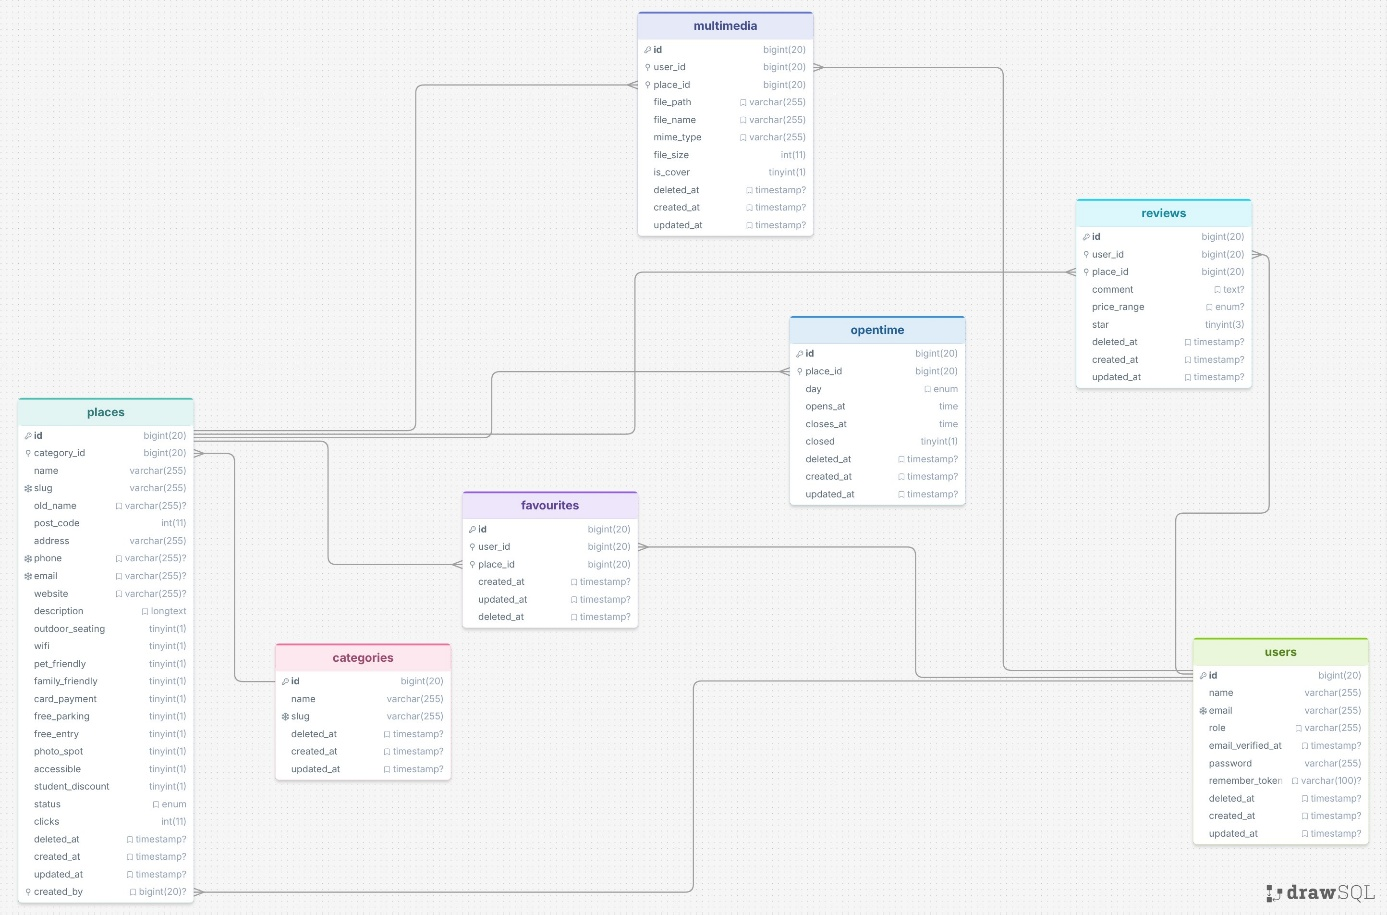 multimedia
id bigint(20)
user_id bigint(20)
place_id bigint(20)
file_path varchar(255)
file_name varchar(255)
mime_type varchar(255)
file_size int(11)
is_cover tinyint(1)
deleted_at timestamp?
created_at timestamp?
updated_at timestamp?
reviews
id bigint(20)
user_id bigint(20)
place_id bigint(20)
comment text?
price_range enum?
star tinyint(3)
deleted_at timestamp?
created_at timestamp?
updated_at timestamp?
opentime
id bigint(20)
place_id bigint(20)
day enum
opens_at time
closes_at time
closed tinyint(1)
deleted_at timestamp?
created_at timestamp?
updated_at timestamp?
places
id bigint(20)
category_id bigint(20)
name varchar(255)
slug varchar(255)
old_name varchar(255)?
post_code int(11)
address varchar(255)
phone varchar(255)?
email varchar(255)?
website varchar(255)?
description longtext
outdoor_seating tinyint(1)
wifi tinyint(1)
pet_friendly tinyint(1)
family_friendly tinyint(1)
card_payment tinyint(1)
free_parking tinyint(1)
free_entry tinyint(1)
photo_spot tinyint(1)
accessible tinyint(1)
student_discount tinyint(1)
status enum
clicks int(11)
deleted_at timestamp?
created_at timestamp?
updated_at timestamp?
created_by bigint(20)?
favourites
id bigint(20)
user_id bigint(20)
place_id bigint(20)
created_at timestamp?
updated_at timestamp?
deleted_at timestamp?
categories
id bigint(20)
name varchar(255)
slug varchar(255)
deleted_at timestamp?
created_at timestamp?
updated_at timestamp?
users
id bigint(20)
name varchar(255)
email varchar(255)
role varchar(255)
email_verified_at timestamp?
password varchar(255)
remember_token varchar(100)?
deleted_at timestamp?
created_at timestamp?
updated_at timestamp?
drawSQL